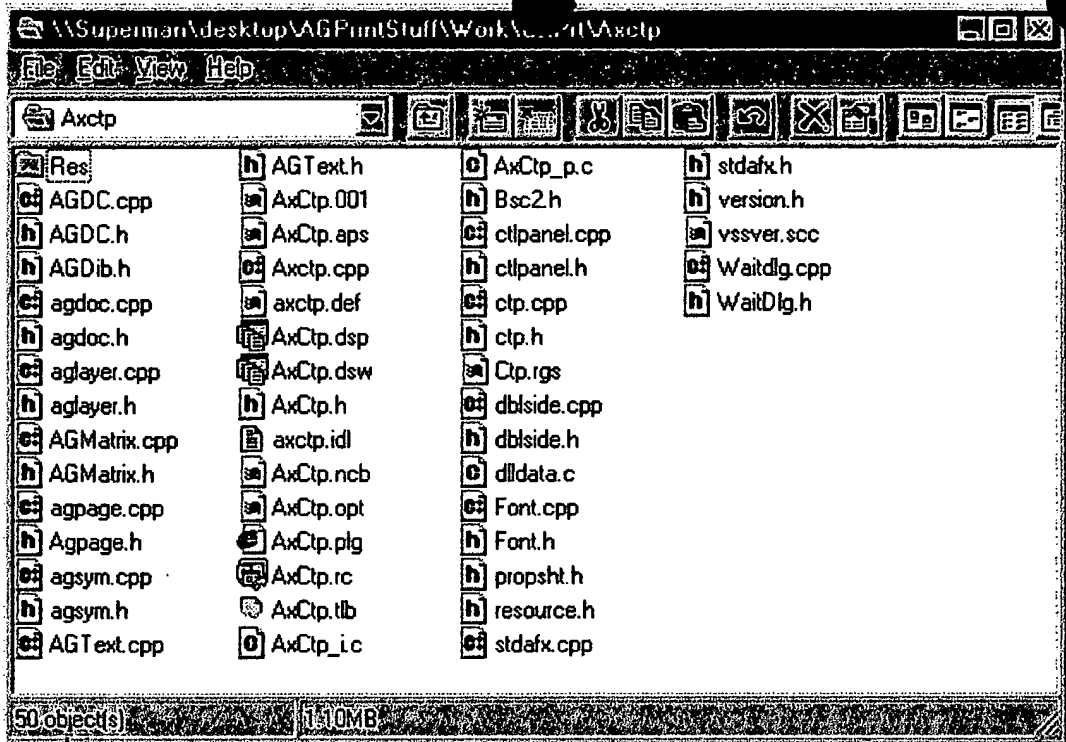 \\Superman\desktop\AGPrintStuff\Work\ \Axctp
File Edit View Help
Axctp
Res
AGDC.cpp
AGDC.h
AGDib.h
agdoc.cpp
agdoc.h
aglayer.cpp
aglayer.h
AGMatrix.cpp
AGMatrix.h
agpage.cpp
Agpage.h
agsym.cpp
agsym.h
AGText.cpp
AGText.h
AxCtp.001
AxCtp.aps
Axctp.cpp
axctp.def
AxCtp.dsp
AxCtp.dsw
AxCtp.h
axctp.idl
AxCtp.ncb
AxCtp.opt
AxCtp.plg
AxCtp.rc
AxCtp.tlb
AxCtp_i.c
AxCtp_p.c
Bsc2.h
ctlpanel.cpp
ctlpanel.h
ctp.cpp
ctp.h
Ctp.rgs
dblside.cpp
dblside.h
dlldata.c
Font.cpp
Font.h
propsht.h
resource.h
stdafx.cpp
stdafx.h
version.h
vssver.scc
Waitdlg.cpp
WaitDlg.h
50 object(s) 1.10MB